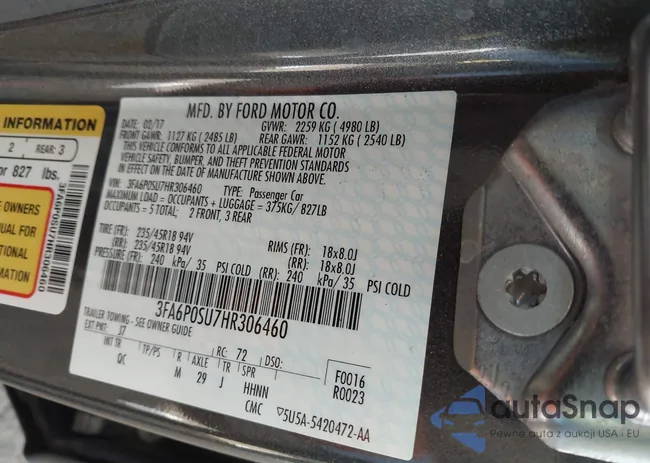 INFORMATION
2 REAR: 3
or 827 lbs.
OWNERS
UAL for
TIONAL
MATION
3FA6P0SU7HR306460
MFD. BY FORD MOTOR CO.
DATE: 02/17 GVWR: 2259 KG ( 4980 LB)
FRONT GAWR: 1127 KG ( 2485 LB) REAR GAWR: 1152 KG ( 2540 LB)
THIS VEHICLE CONFORMS TO ALL APPLICABLE FEDERAL MOTOR
VEHICLE SAFETY, BUMPER, AND THEFT PREVENTION STANDARDS
IN EFFECT ON THE DATE OF MANUFACTURE SHOWN ABOVE.
VIN: 3FA6P0SU7HR306460 TYPE: Passenger Car
MAXIMUM LOAD = OCCUPANTS + LUGGAGE = 375KG/ 827LB
OCCUPANTS = 5 TOTAL; 2 FRONT, 3 REAR
TIRE (FR): 235/45R18 94V RIMS (FR): 18x8.0J
(RR): 235/45R18 94V (RR): 18x8.0J
PRESSURE (FR): 240 kPa/ 35 PSI COLD (RR): 240 kPa/ 35 PSI COLD
3FA6P0SU7HR306460
TRAILER TOWING - SEE OWNER GUIDE
EXT PNT: J7 RC: 72 DSO: F0016
INT TR TP/PS R AXLE TR SPR R0023
QC M 29 J HHNN
CMC ▽5U5A-5420472-AA
autoSnap
Pewne auta z aukcji USA i EU